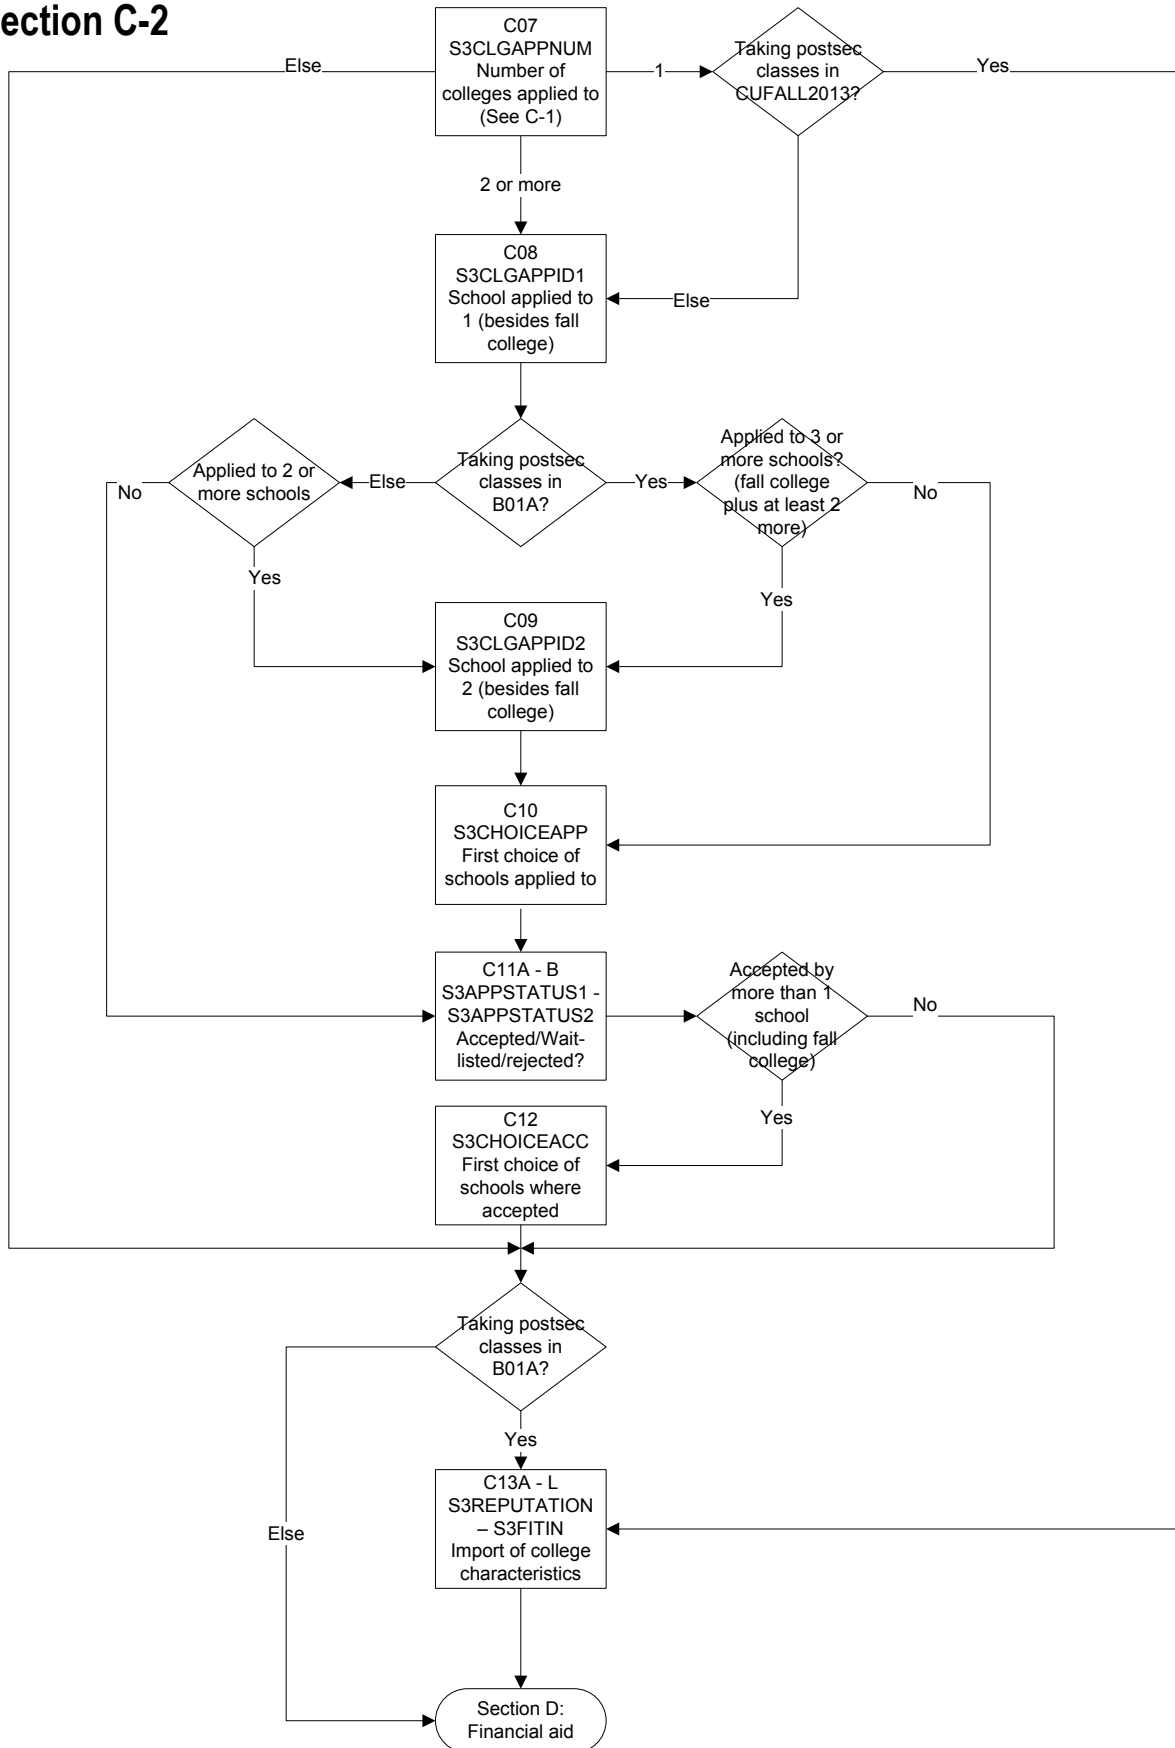 ection C-2
C07
S3CLGAPPNUM
Number of
colleges applied to
(See C-1)
Else
1
Taking postsec
classes in
CUFALL2013?
Yes
2 or more
C08
S3CLGAPPID1
School applied to
1 (besides fall
college)
Else
Applied to 2 or
more schools
Else
Taking postsec
classes in
B01A?
Yes
Applied to 3 or
more schools?
(fall college
plus at least 2
more)
No
No
Yes
Yes
C09
S3CLGAPPID2
School applied to
2 (besides fall
college)
C10
S3CHOICEAPP
First choice of
schools applied to
C11A - B
S3APPSTATUS1 -
S3APPSTATUS2
Accepted/Wait-
listed/rejected?
Accepted by
more than 1
school
(including fall
college)
No
Yes
C12
S3CHOICEACC
First choice of
schools where
accepted
Taking postsec
classes in
B01A?
Yes
Else
C13A - L
S3REPUTATION
– S3FITIN
Import of college
characteristics
Section D:
Financial aid